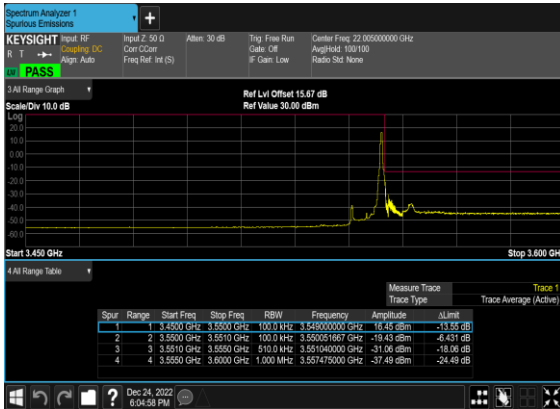 Spectrum Analyzer 1
Spurious Emissions
+
KEYSIGHT Input: RF Input Z: 50 Ω Atten: 30 dB Trig: Free Run Center Freq: 22.005000000 GHz
R T Coupling: DC Corr CCorr Gate: Off Avg|Hold: 100/100
Align: Auto Freq Ref: Int (S) IF Gain: Low Radio Std: None
PASS
3 All Range Graph
Ref Lvl Offset 15.67 dB
Scale/Div 10.0 dB Ref Value 30.00 dBm
Log
20.0
10.0
0.00
-10.0
-20.0
-30.0
-40.0
-50.0
-60.0
Start 3.450 GHz Stop 3.600 GH
4 All Range Table
Measure Trace Trace 1
Trace Type Trace Average (Active)
Spur Range Start Freq Stop Freq RBW Frequency Amplitude ΔLimit
1 1 3.4500 GHz 3.5500 GHz 100.0 kHz 3.549000000 GHz 16.45 dBm -13.55 dB
2 2 3.5500 GHz 3.5510 GHz 100.0 kHz 3.550051667 GHz -19.43 dBm -6.431 dB
3 3 3.5510 GHz 3.5550 GHz 510.0 kHz 3.551040000 GHz -31.06 dBm -18.06 dB
4 4 3.5550 GHz 3.6000 GHz 1.000 MHz 3.557475000 GHz -37.49 dBm -24.49 dB
? Dec 24, 2022
6:04:58 PM